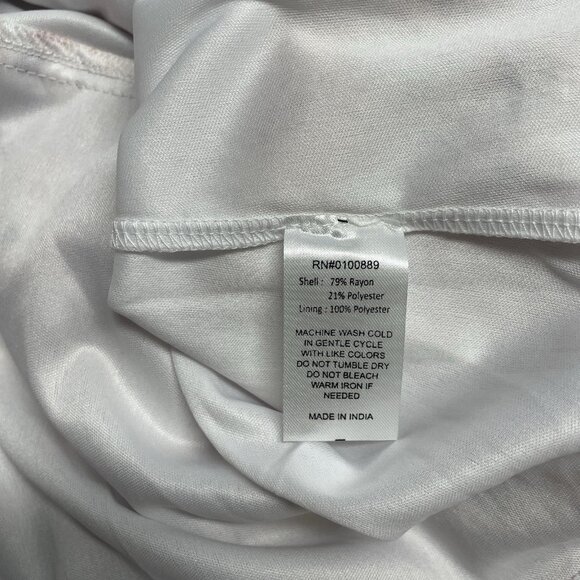 RN#0100889
Shell : 79% Rayon
21% Polyester
Lining : 100% Polyester
MACHINE WASH COLD
IN GENTLE CYCLE
WITH LIKE COLORS
DO NOT TUMBLE DRY
DO NOT BLEACH
WARM IRON IF
NEEDED
MADE IN INDIA